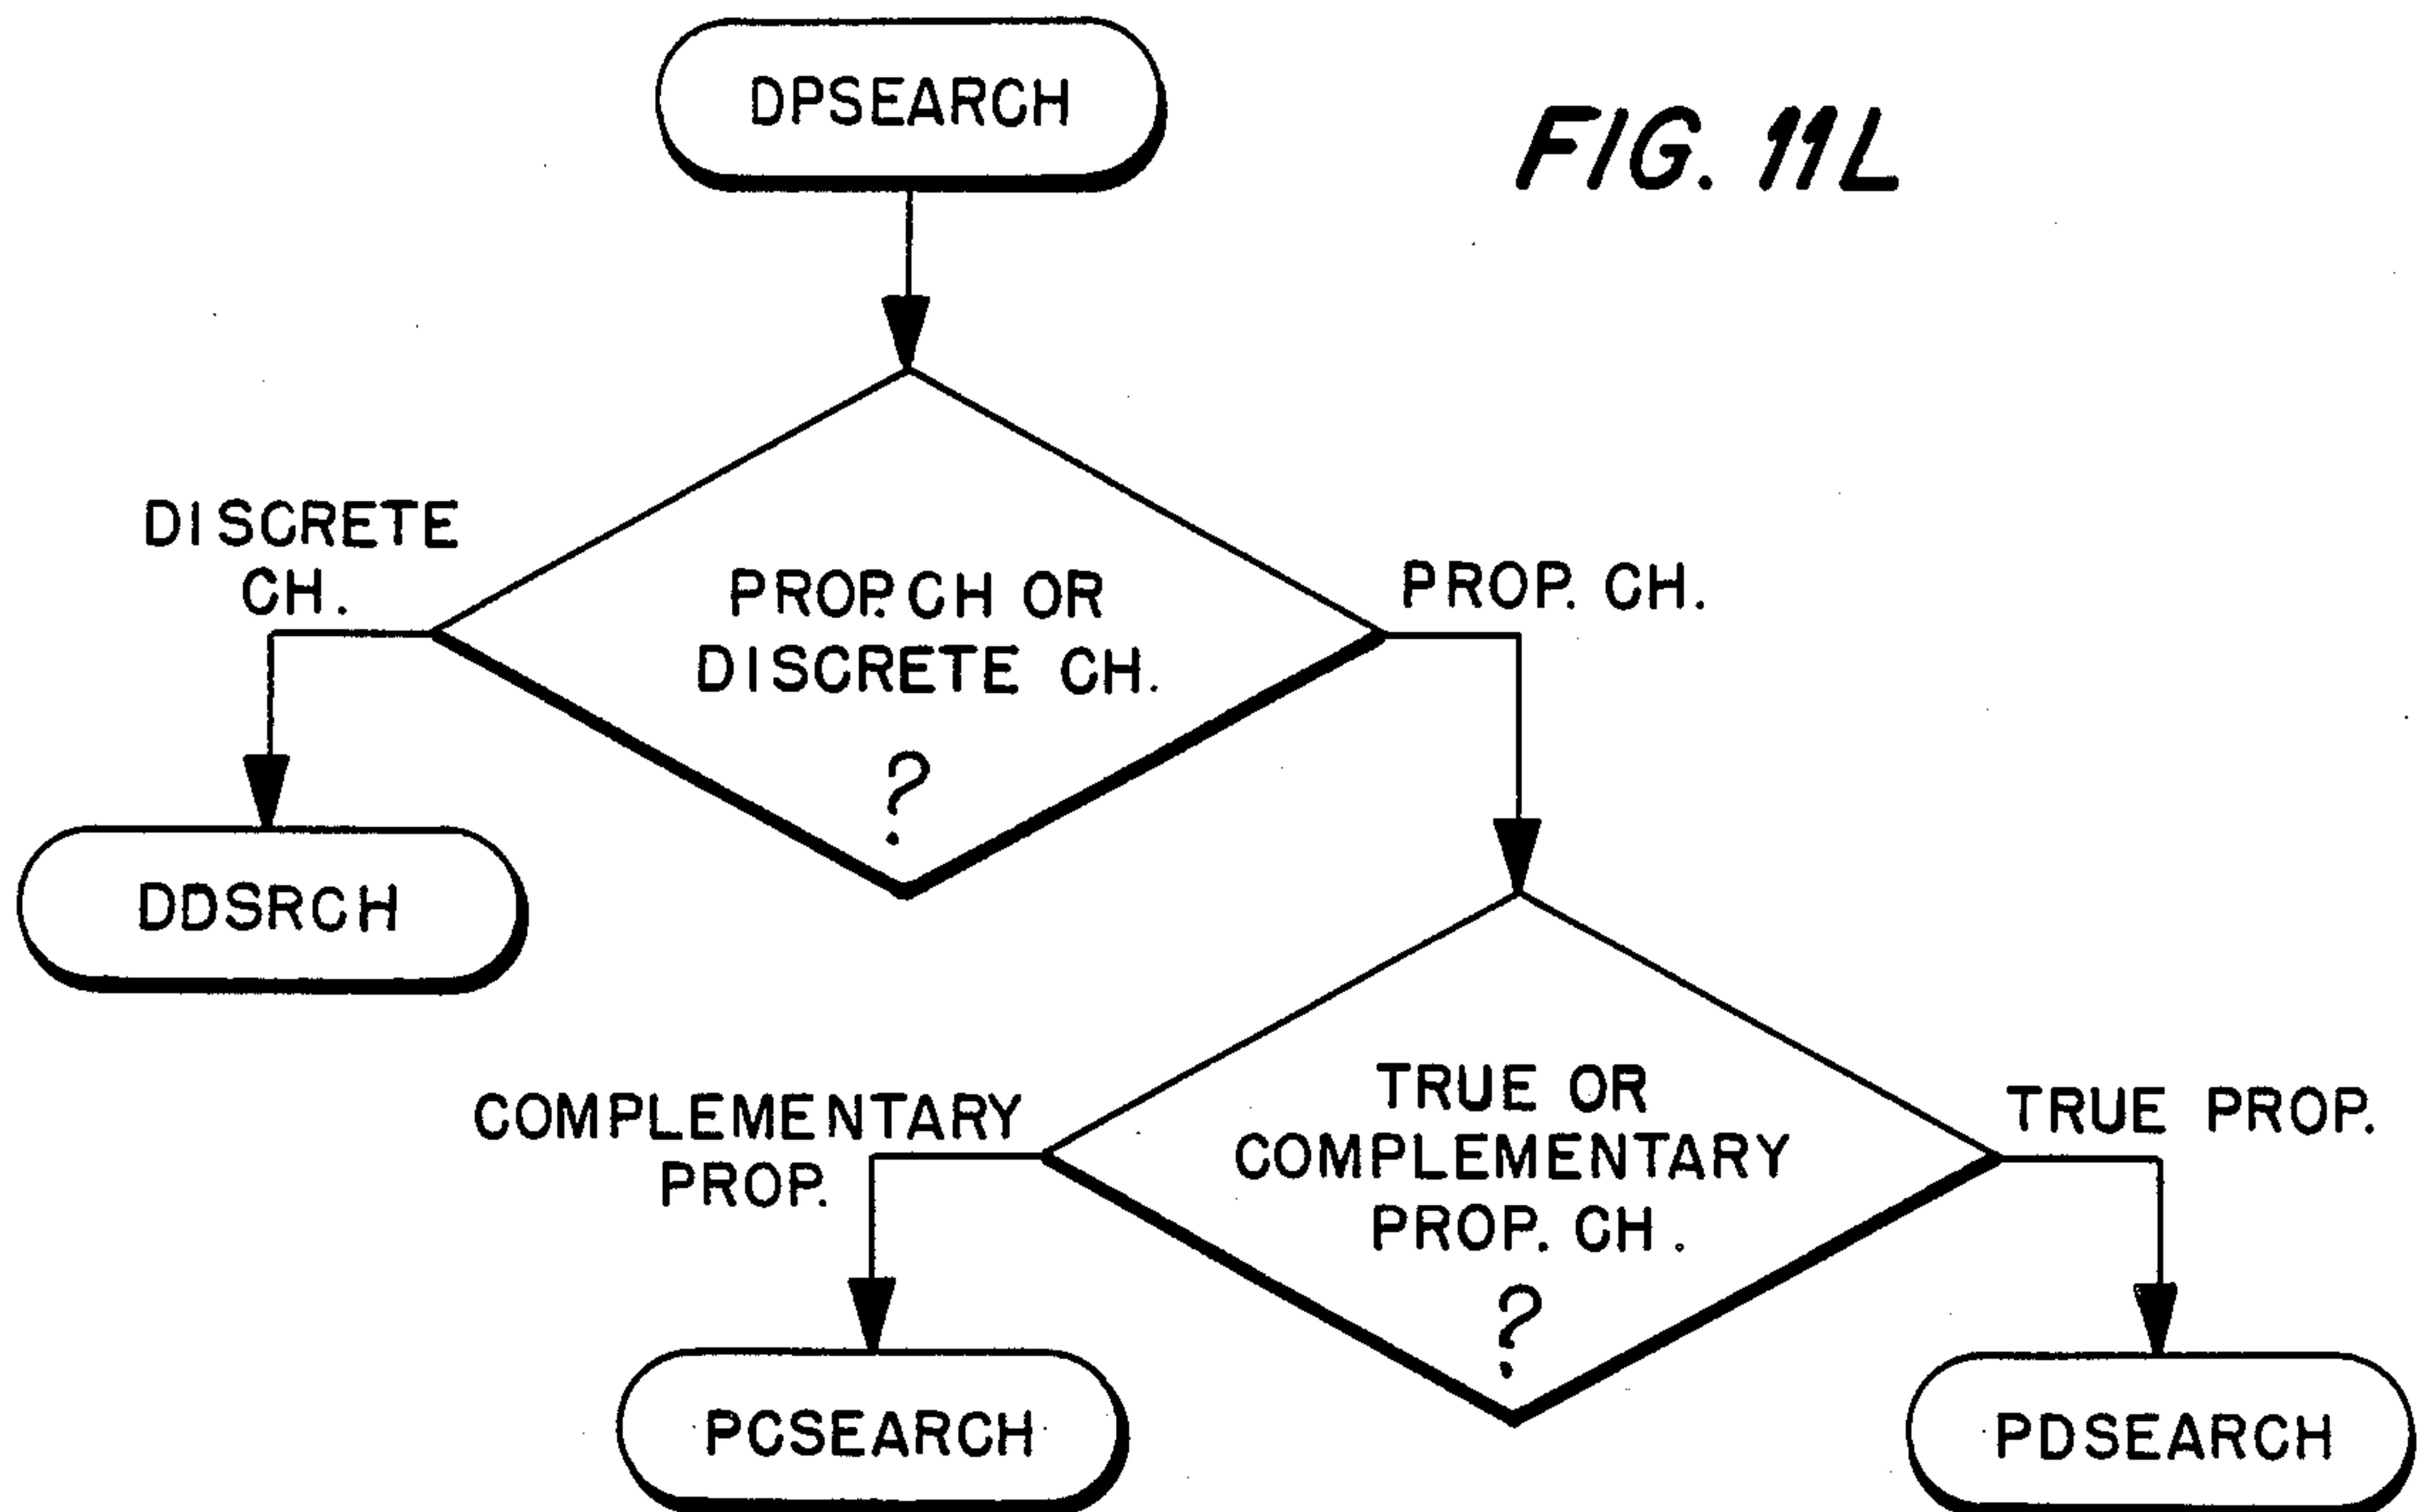 DPSEARCH
FIG. 11L
DISCRETE
CH.
PROP. CH OR
DISCRETE CH.
?
PROP. CH.
DDSRCH
COMPLEMENTARY
PROP.
TRUE OR
COMPLEMENTARY
PROP. CH.
?
TRUE PROP.
PCSEARCH
PDSEARCH